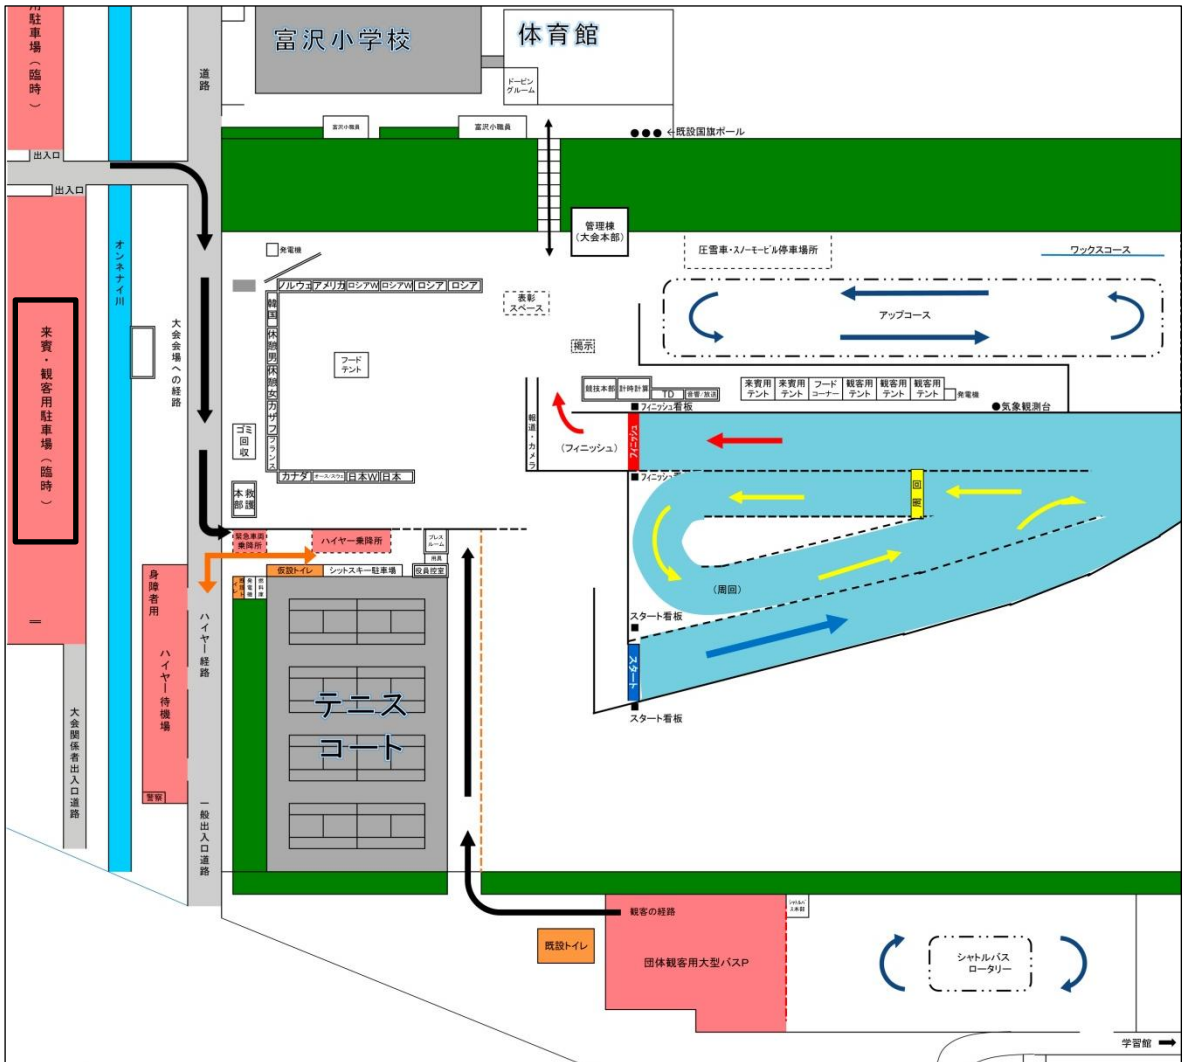 用駐車場（臨時）
道路
富沢小学校
体育館
ドーピン
グルーム
富沢小職員
富沢小職員
●●●←既設国旗ポール
出入口
出入口
オンネナイ川
管理棟
（大会本部）
圧雪車・スノーモービル停車場所
ワックスコース
発電機
ノルウェ
アメリカ
ロシアW
ロシアW
ロシア
ロシア
表彰
スペース
アップコース
来賓・観客用駐車場（臨時）
大会会場への経路
韓国
休憩男
休憩女
カザフ
フランス
フード
テント
掲示
競技本部
計時計算
TD
音響/放送
来賓用
テント
来賓用
テント
フード
コーナー
観客用
テント
観客用
テント
観客用
テント
発電機
■フィニッシュ看板
●気象観測台
ゴミ
回収
報道・カメラ
（フィニッシュ）
フィニッシュ
周回
カナダ
日本W
日本
救護
本部
緊急車両
乗降所
ハイヤー乗降所
プレス
ルーム
用具
仮設トイレ
シットスキー駐車場
役員控室
発電機
燃料庫
（周回）
身障者用
ハイヤー待機場
ハイヤー経路
スタート看板
スタート
スタート看板
テニス
コート
大会関係者出入口道路
警察
一般出入口道路
観客の経路
既設トイレ
団体観客用大型バスP
シャトルバス
ロータリー
学習館